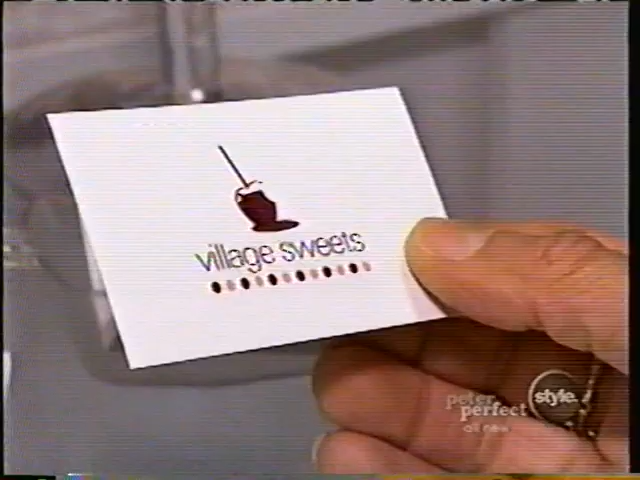 village sweets
peter
perfect
all new
style.